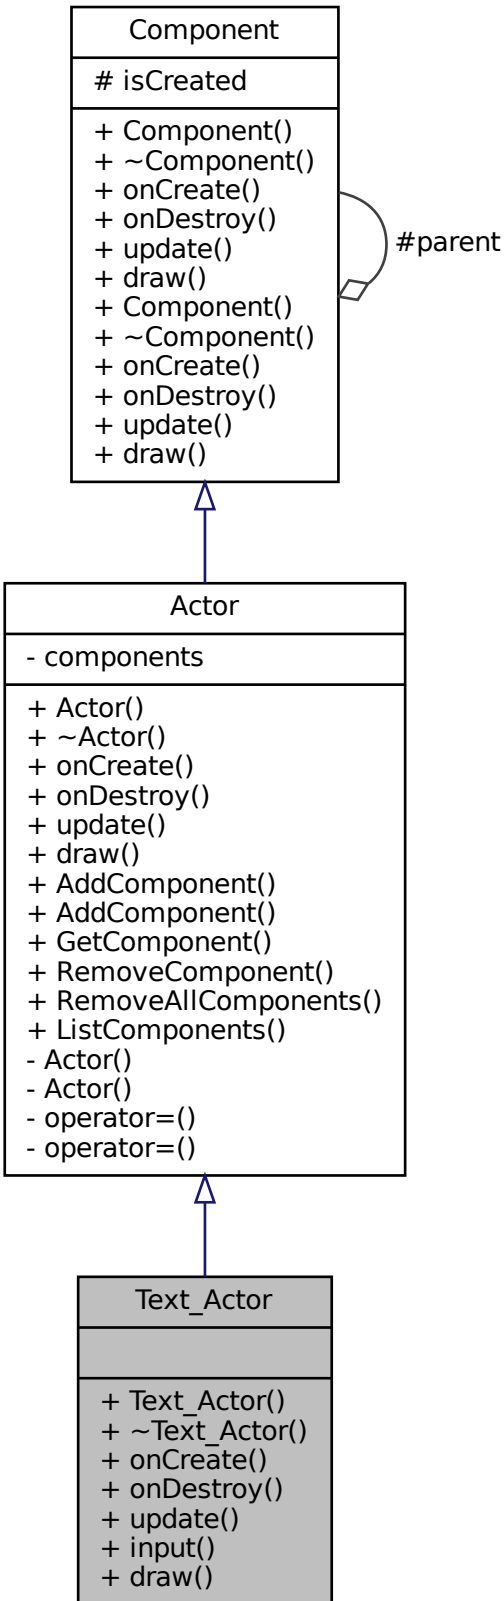 Component
# isCreated
+ Component()
+ ~Component()
+ onCreate()
+ onDestroy()
+ update()
+ draw()
+ Component()
+ ~Component()
+ onCreate()
+ onDestroy()
+ update()
+ draw()
#parent
Actor
- components
+ Actor()
+ ~Actor()
+ onCreate()
+ onDestroy()
+ update()
+ draw()
+ AddComponent()
+ AddComponent()
+ GetComponent()
+ RemoveComponent()
+ RemoveAllComponents()
+ ListComponents()
- Actor()
- Actor()
- operator=()
- operator=()
Text_Actor
+ Text_Actor()
+ ~Text_Actor()
+ onCreate()
+ onDestroy()
+ update()
+ input()
+ draw()